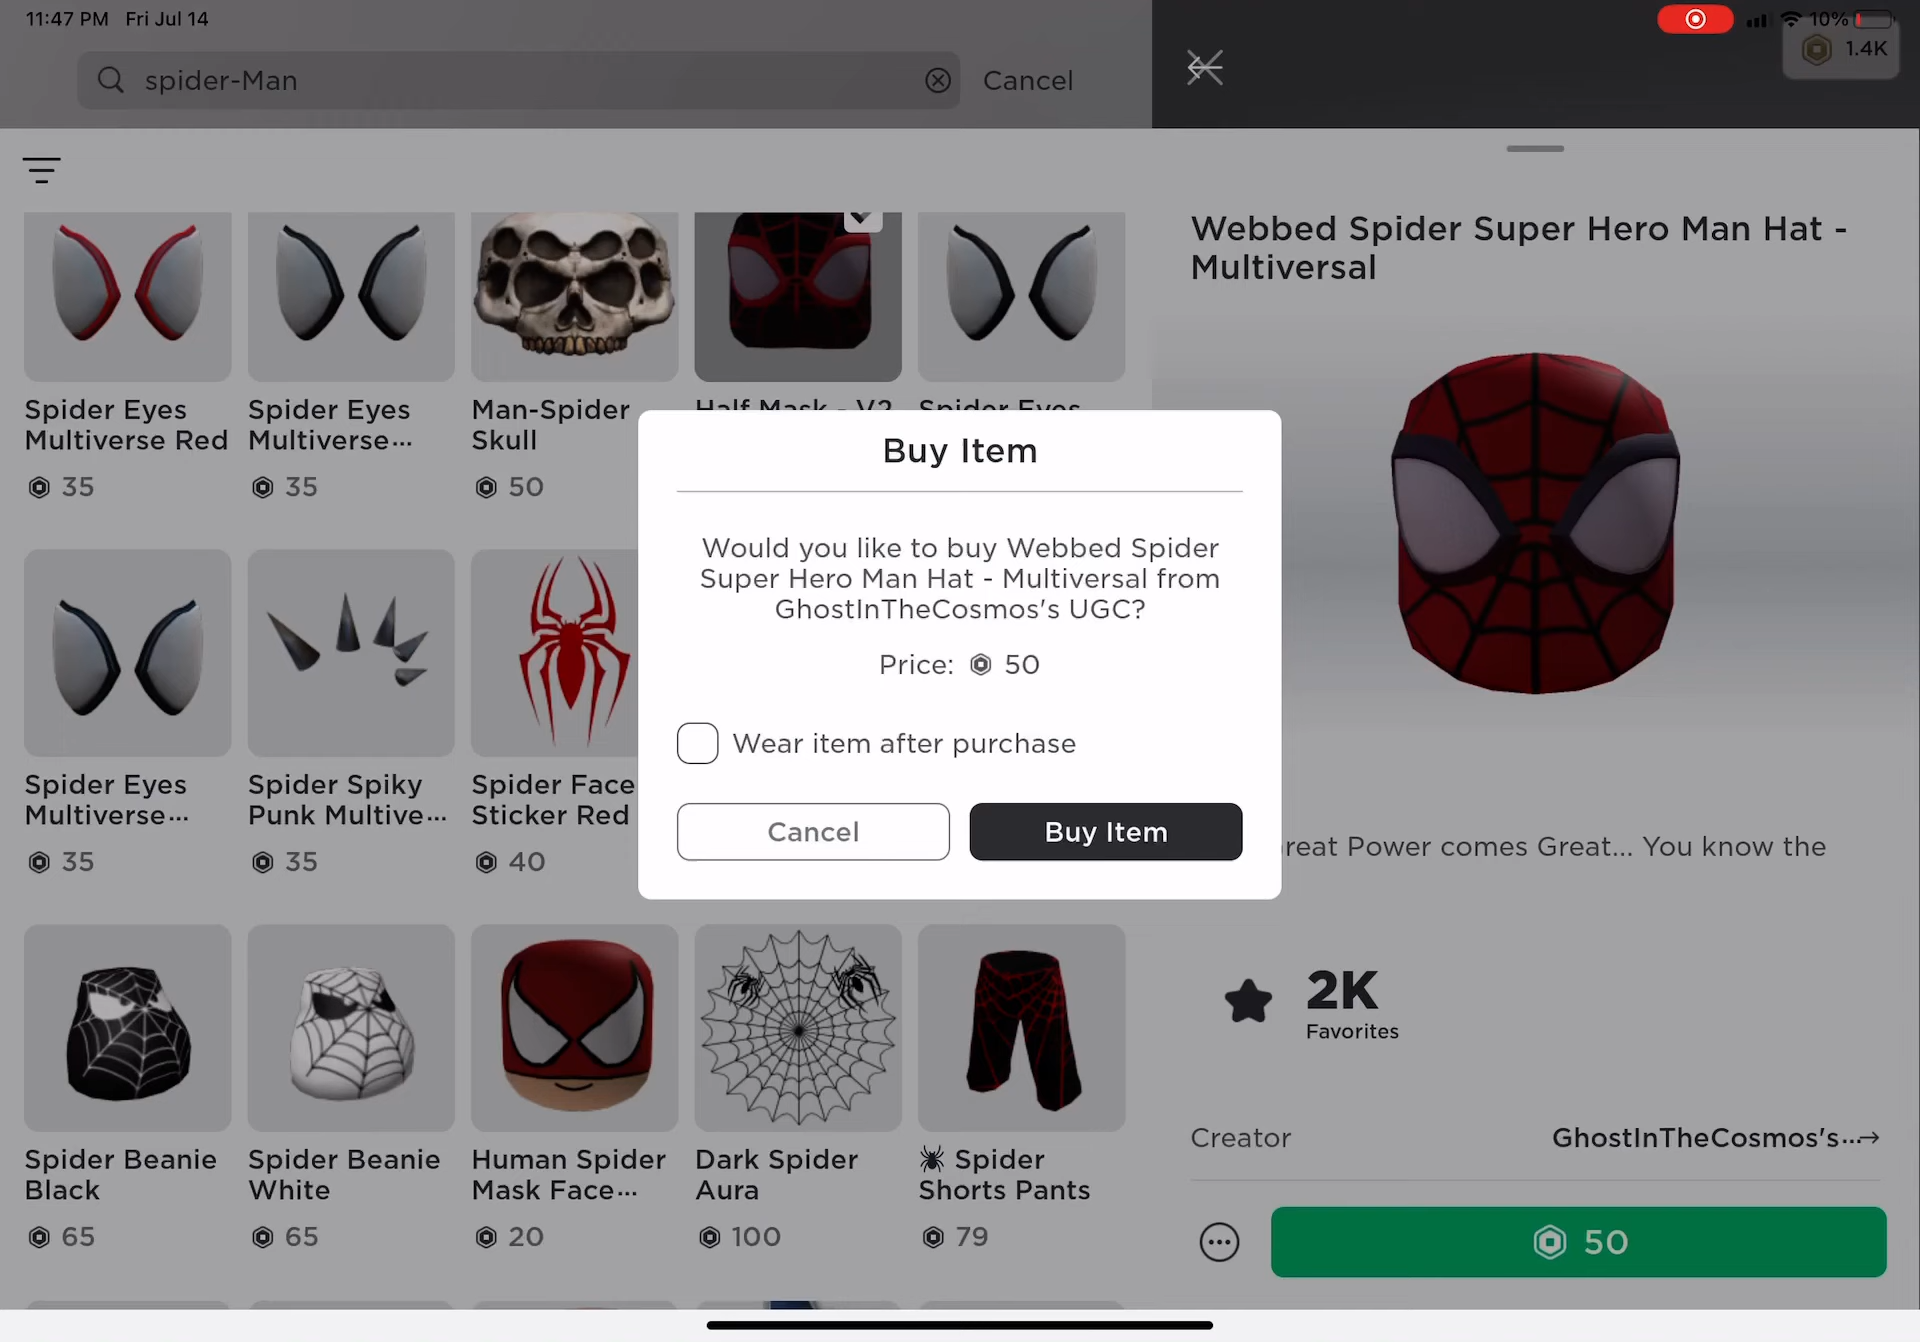 11:47 PM Fri Jul 14
10%
1.4K
spider-Man
Cancel
Webbed Spider Super Hero Man Hat -
Multiversal
Spider Eyes
Multiverse Red
35
Spider Eyes
Multiverse...
35
Man-Spider
Skull
50
Half Mask - V2
Spider Eyes
Buy Item
Would you like to buy Webbed Spider
Super Hero Man Hat - Multiversal from
GhostInTheCosmos's UGC?
Price: 50
Wear item after purchase
Cancel
Buy Item
Spider Eyes
Multiverse...
35
Spider Spiky
Punk Multive...
35
Spider Face
Sticker Red
40
reat Power comes Great... You know the
2K
Favorites
Creator
GhostInTheCosmos's...
50
Spider Beanie
Black
65
Spider Beanie
White
65
Human Spider
Mask Face...
20
Dark Spider
Aura
100
Spider
Shorts Pants
79